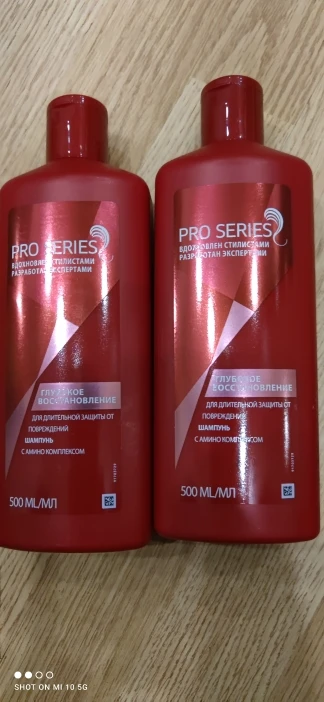 PRO SERIES
ВДОХНОВЛЕН СТИЛИСТАМИ
РАЗРАБОТАН ЭКСПЕРТАМИ
ГЛУБОКОЕ
ВОССТАНОВЛЕНИЕ
ДЛЯ ДЛИТЕЛЬНОЙ ЗАЩИТЫ ОТ
ПОВРЕЖДЕНИЙ
ШАМПУНЬ
С АМИНО КОМПЛЕКСОМ
500 ML/МЛ
PRO SERIES
ВДОХНОВЛЕН СТИЛИСТАМИ
РАЗРАБОТАН ЭКСПЕРТАМИ
ГЛУБОКОЕ
ВОССТАНОВЛЕНИЕ
ДЛЯ ДЛИТЕЛЬНОЙ ЗАЩИТЫ ОТ
ПОВРЕЖДЕНИЙ
ШАМПУНЬ
С АМИНО КОМПЛЕКСОМ
500 ML/МЛ
SHOT ON MI 10.5G